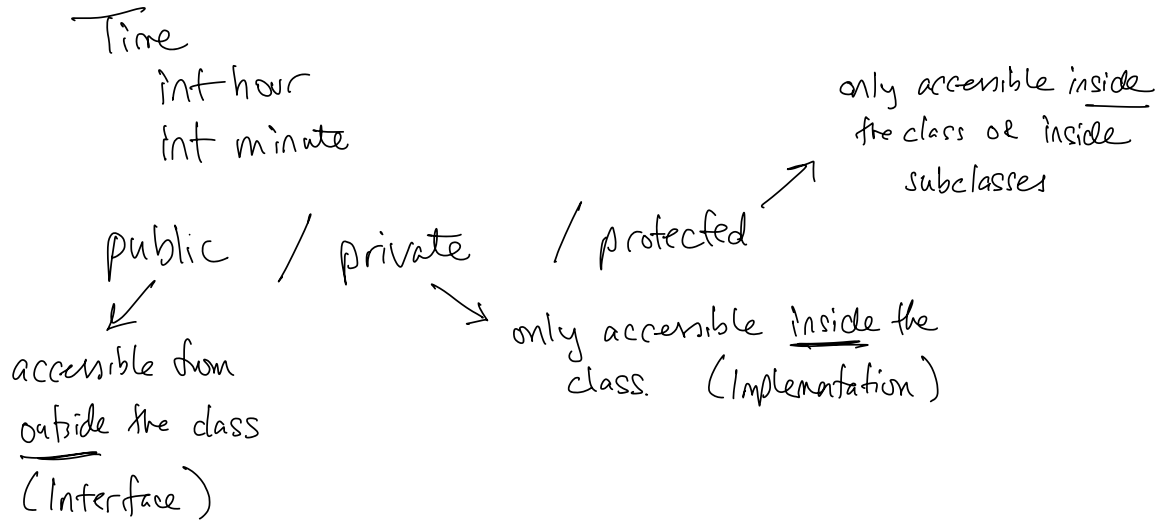 Time
int hour
int minute
only accessible inside
the class or inside
subclasses
public / private / protected
accessible from
outside the class
(Interface)
only accessible inside the
class. (Implementation)